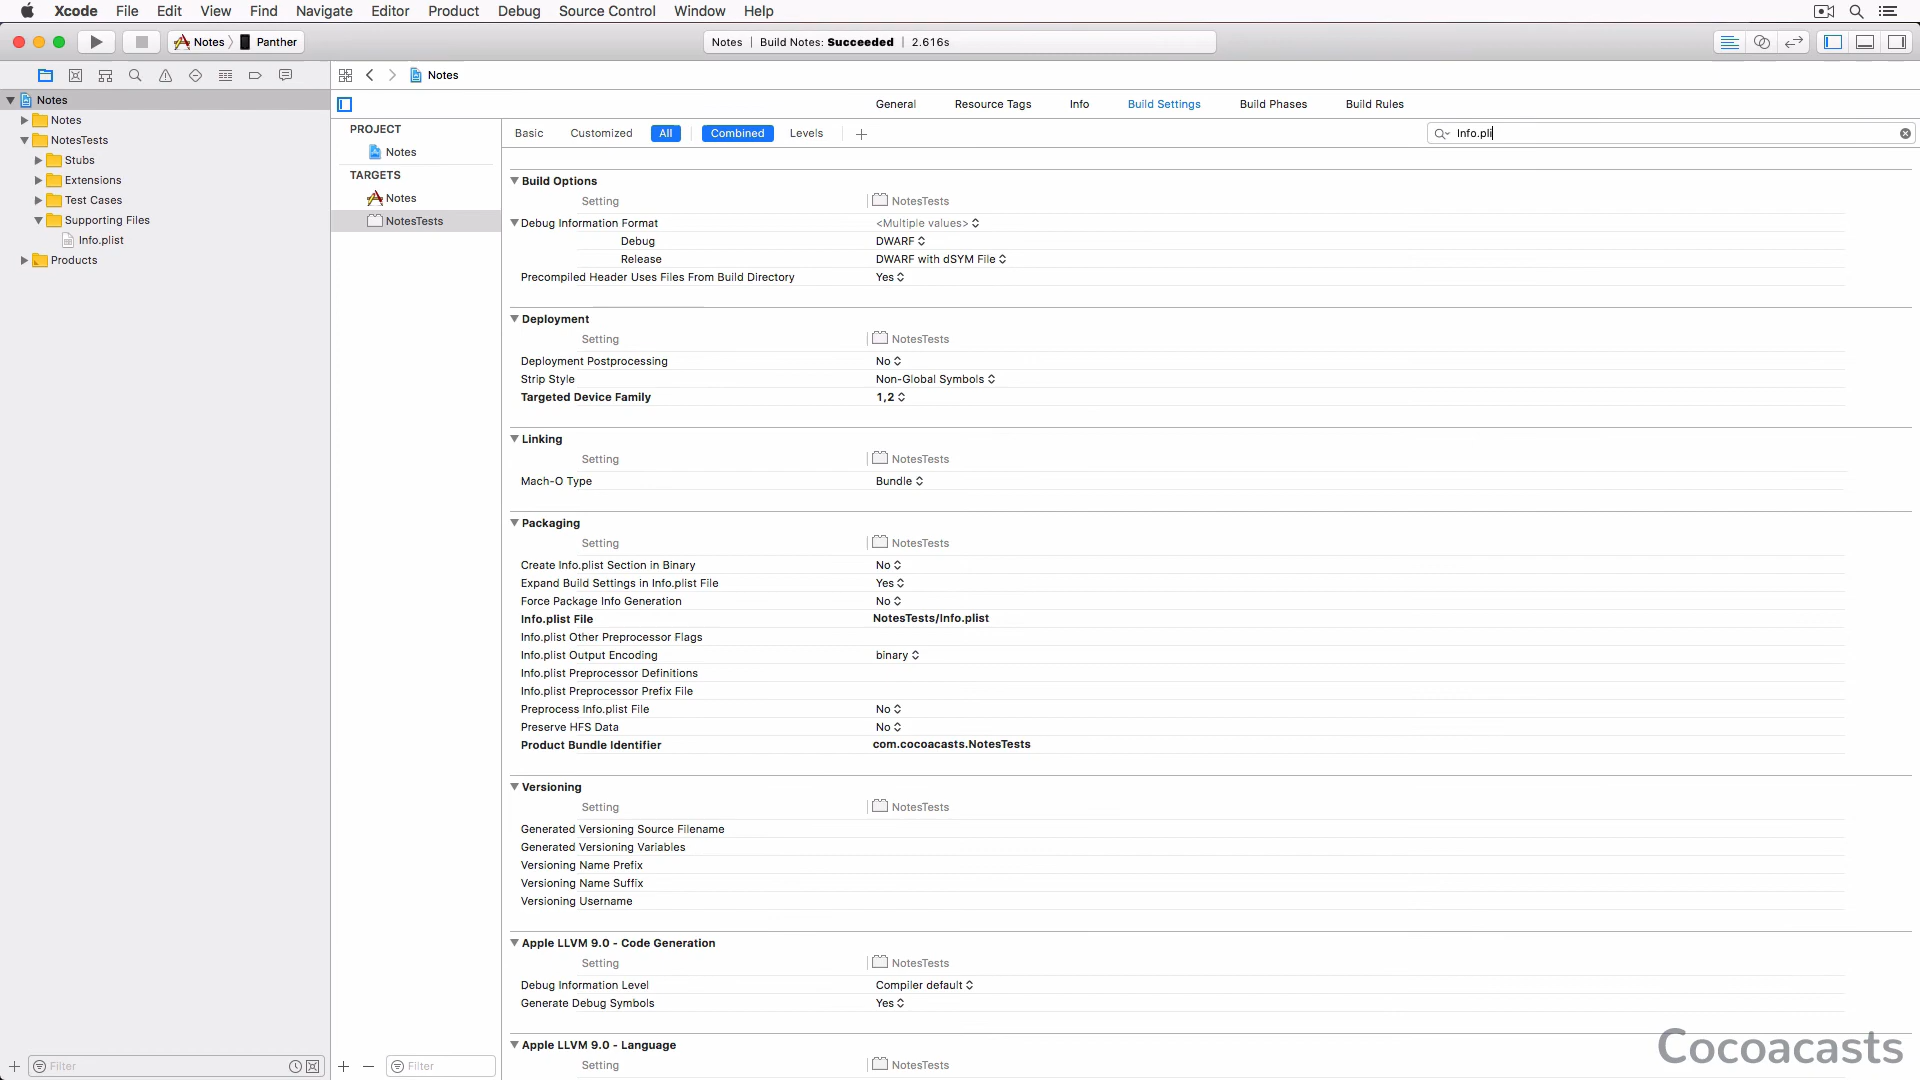 Xcode File Edit View Find Navigate Editor Product Debug Source Control Window Help
Notes Panther
Notes | Build Notes: Succeeded | 2.616s
Notes
Notes
Notes
NotesTests
Stubs
Extensions
Test Cases
Supporting Files
Info.plist
Products
Filter
General Resource Tags Info Build Settings Build Phases Build Rules
PROJECT
Notes
TARGETS
Notes
NotesTests
Filter
Basic Customized All Combined Levels
Info.pli
Build Options
Setting NotesTests
Debug Information Format <Multiple values>
Debug DWARF
Release DWARF with dSYM File
Precompiled Header Uses Files From Build Directory Yes
Deployment
Setting NotesTests
Deployment Postprocessing No
Strip Style Non-Global Symbols
Targeted Device Family 1,2
Linking
Setting NotesTests
Mach-O Type Bundle
Packaging
Setting NotesTests
Create Info.plist Section in Binary No
Expand Build Settings in Info.plist File Yes
Force Package Info Generation No
Info.plist File NotesTests/Info.plist
Info.plist Other Preprocessor Flags
Info.plist Output Encoding binary
Info.plist Preprocessor Definitions
Info.plist Preprocessor Prefix File
Preprocess Info.plist File No
Preserve HFS Data No
Product Bundle Identifier com.cocoacasts.NotesTests
Versioning
Setting NotesTests
Generated Versioning Source Filename
Generated Versioning Variables
Versioning Name Prefix
Versioning Name Suffix
Versioning Username
Apple LLVM 9.0 - Code Generation
Setting NotesTests
Debug Information Level Compiler default
Generate Debug Symbols Yes
Apple LLVM 9.0 - Language
Setting NotesTests
Cocoacasts